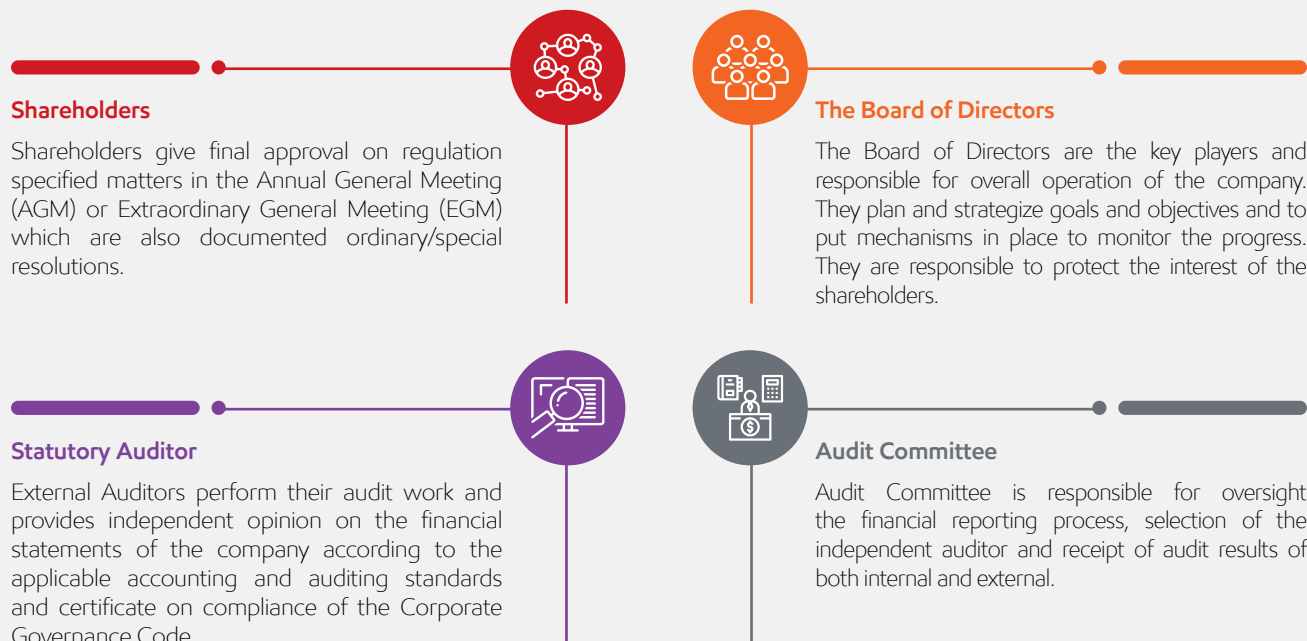 Shareholders
Shareholders give final approval on regulation
specified matters in the Annual General Meeting
(AGM) or Extraordinary General Meeting (EGM)
which are also documented ordinary/special
resolutions.
The Board of Directors
The Board of Directors are the key players and
responsible for overall operation of the company.
They plan and strategize goals and objectives and to
put mechanisms in place to monitor the progress.
They are responsible to protect the interest of the
shareholders.
Statutory Auditor
External Auditors perform their audit work and
provides independent opinion on the financial
statements of the company according to the
applicable accounting and auditing standards
and certificate on compliance of the Corporate
Governance Code.
Audit Committee
Audit Committee is responsible for oversight
the financial reporting process, selection of the
independent auditor and receipt of audit results of
both internal and external.